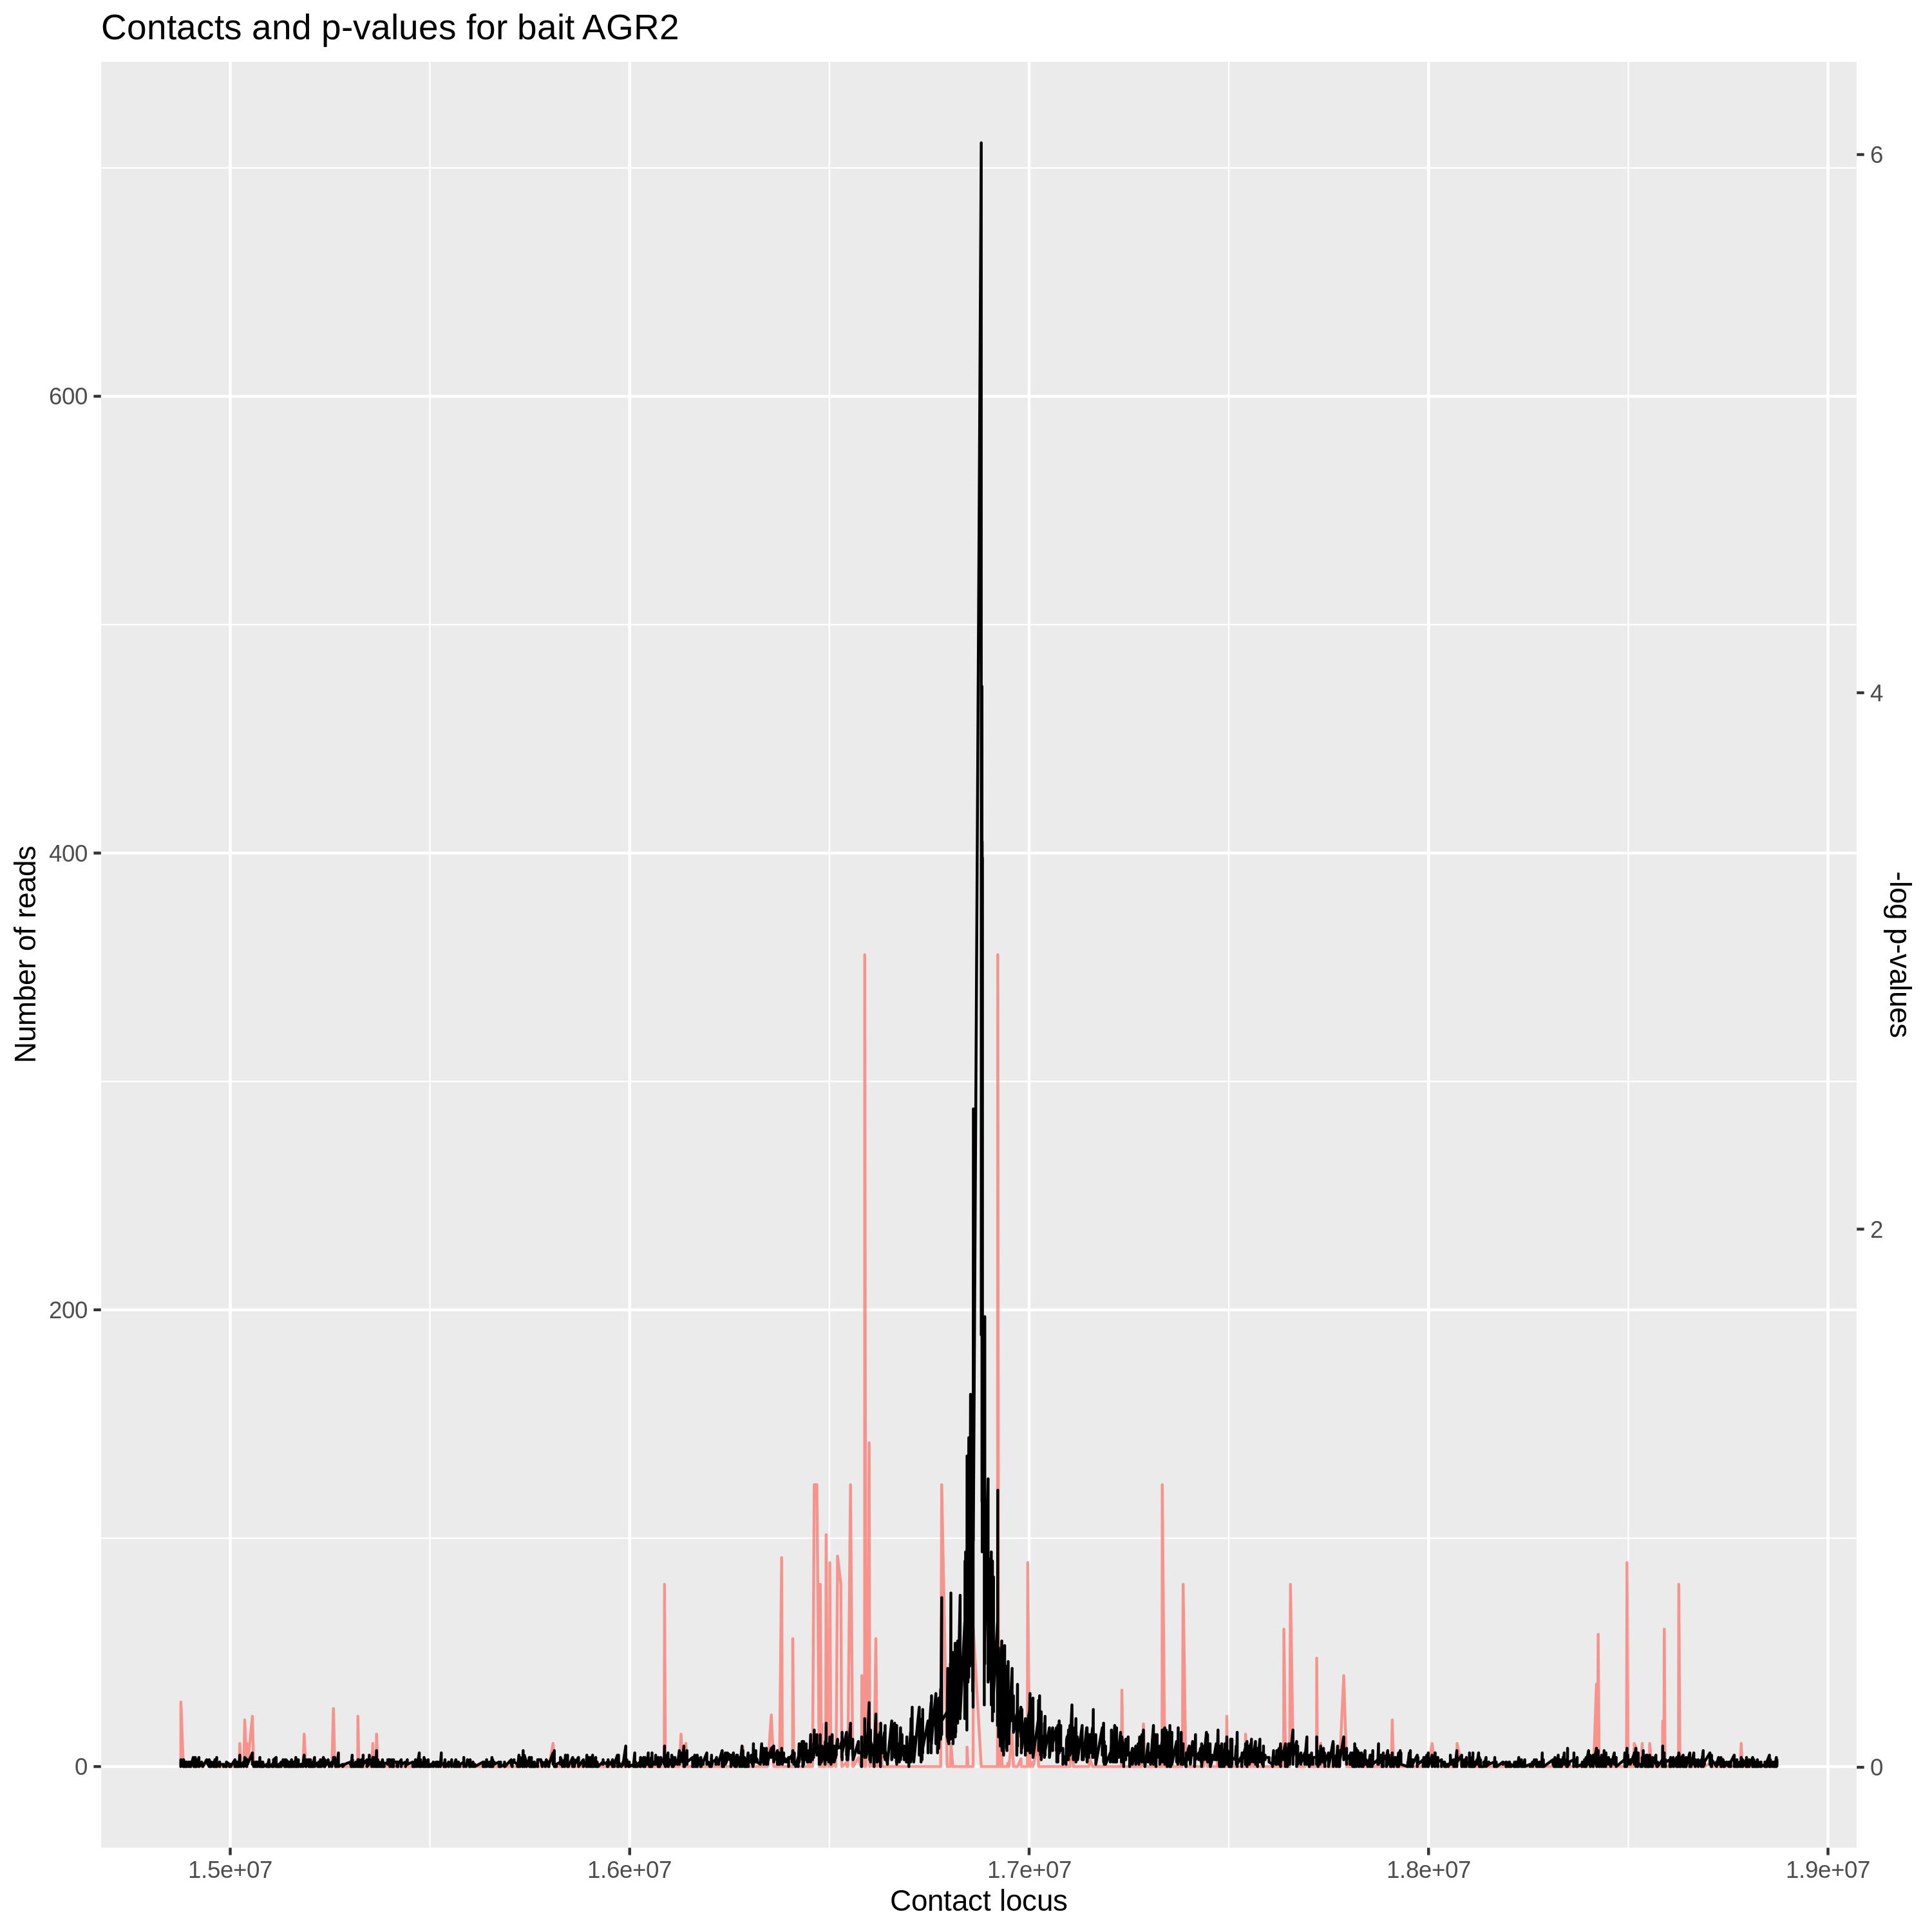 Contacts and p-values for bait AGR2
6
600
4
400
Number of reads
-log p-values
2
200
0
0
1.5e+07
1.6e+07
1.7e+07
1.8e+07
1.9e+07
Contact locus